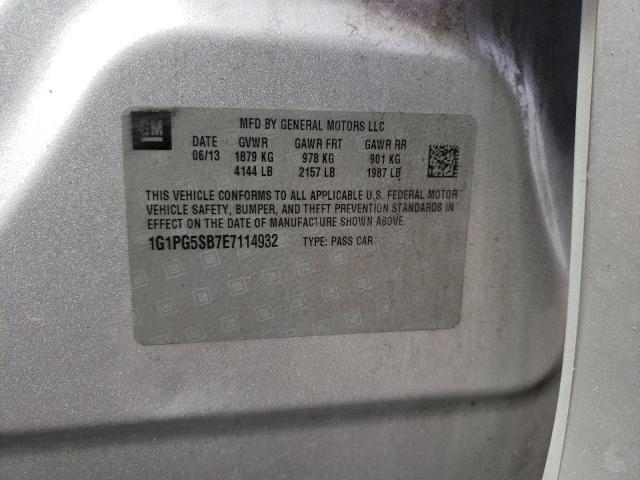 GM
MFD BY GENERAL MOTORS LLC
DATE GVWR GAWR FRT GAWR RR
06/13 1879 KG 978 KG 901 KG
4144 LB 2157 LB 1987 LB
THIS VEHICLE CONFORMS TO ALL APPLICABLE U.S. FEDERAL MOTOR
VEHICLE SAFETY, BUMPER, AND THEFT PREVENTION STANDARDS IN
EFFECT ON THE DATE OF MANUFACTURE SHOWN ABOVE.
1G1PG5SB7E7114932 TYPE: PASS CAR